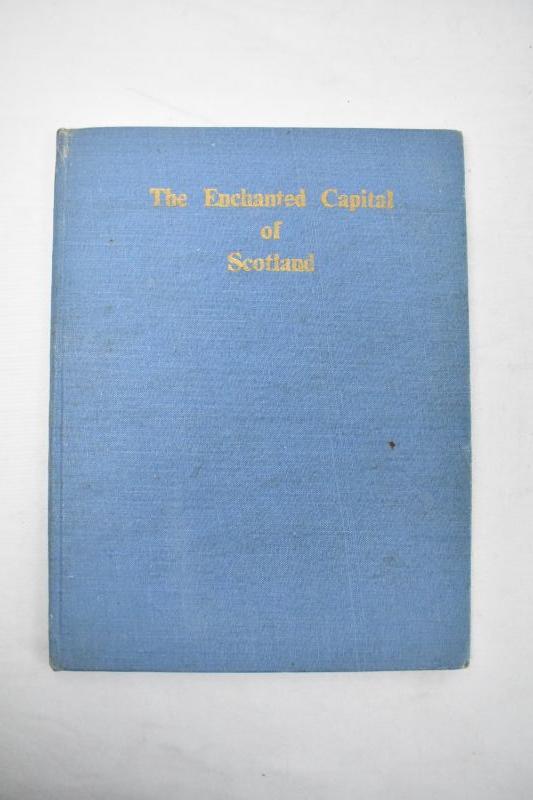 The Enchanted Capital
of
Scotland